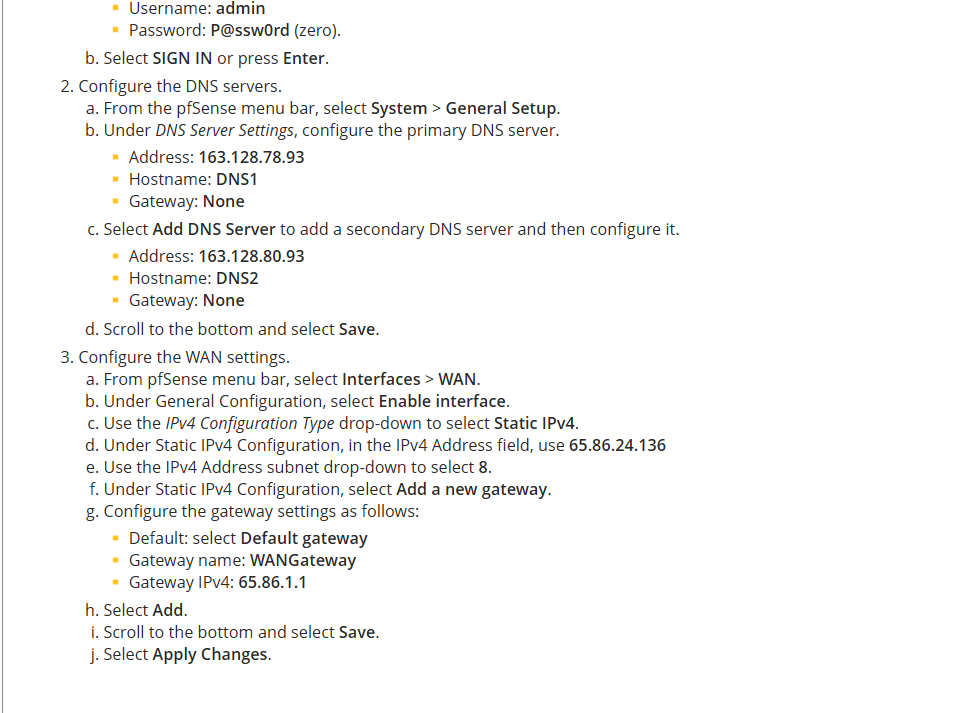 Username: admin
Password: P@ssw0rd (zero).
b. Select SIGN IN or press Enter.
2. Configure the DNS servers.
a. From the pfSense menu bar, select System > General Setup.
b. Under DNS Server Settings, configure the primary DNS server.
Address: 163.128.78.93
Hostname: DNS1
Gateway: None
c. Select Add DNS Server to add a secondary DNS server and then configure it.
Address: 163.128.80.93
Hostname: DNS2
Gateway: None
d. Scroll to the bottom and select Save.
3. Configure the WAN settings.
a. From pfSense menu bar, select Interfaces > WAN.
b. Under General Configuration, select Enable interface.
c. Use the IPv4 Configuration Type drop-down to select Static IPv4.
d. Under Static IPv4 Configuration, in the IPv4 Address field, use 65.86.24.136
e. Use the IPv4 Address subnet drop-down to select 8.
f. Under Static IPv4 Configuration, select Add a new gateway.
g. Configure the gateway settings as follows:
Default: select Default gateway
Gateway name: WANGateway
Gateway IPv4: 65.86.1.1
h. Select Add.
i. Scroll to the bottom and select Save.
j. Select Apply Changes.